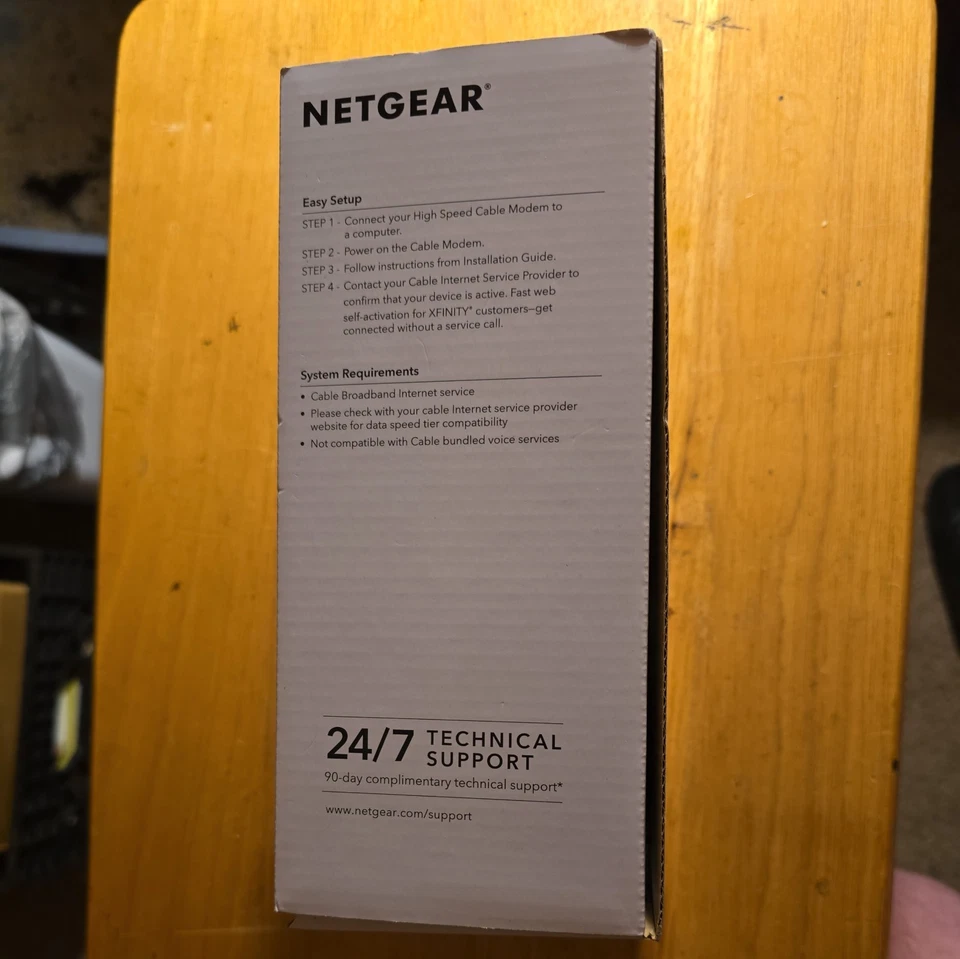 NETGEAR®
Easy Setup
STEP 1 - Connect your High Speed Cable Modem to
a computer.
STEP 2 - Power on the Cable Modem.
STEP 3 - Follow instructions from Installation Guide.
STEP 4 - Contact your Cable Internet Service Provider to
confirm that your device is active. Fast web
self-activation for XFINITY® customers—get
connected without a service call.
System Requirements
• Cable Broadband Internet service
• Please check with your cable Internet service provider
website for data speed tier compatibility
• Not compatible with Cable bundled voice services
24/7 TECHNICAL
SUPPORT
90-day complimentary technical support*
www.netgear.com/support